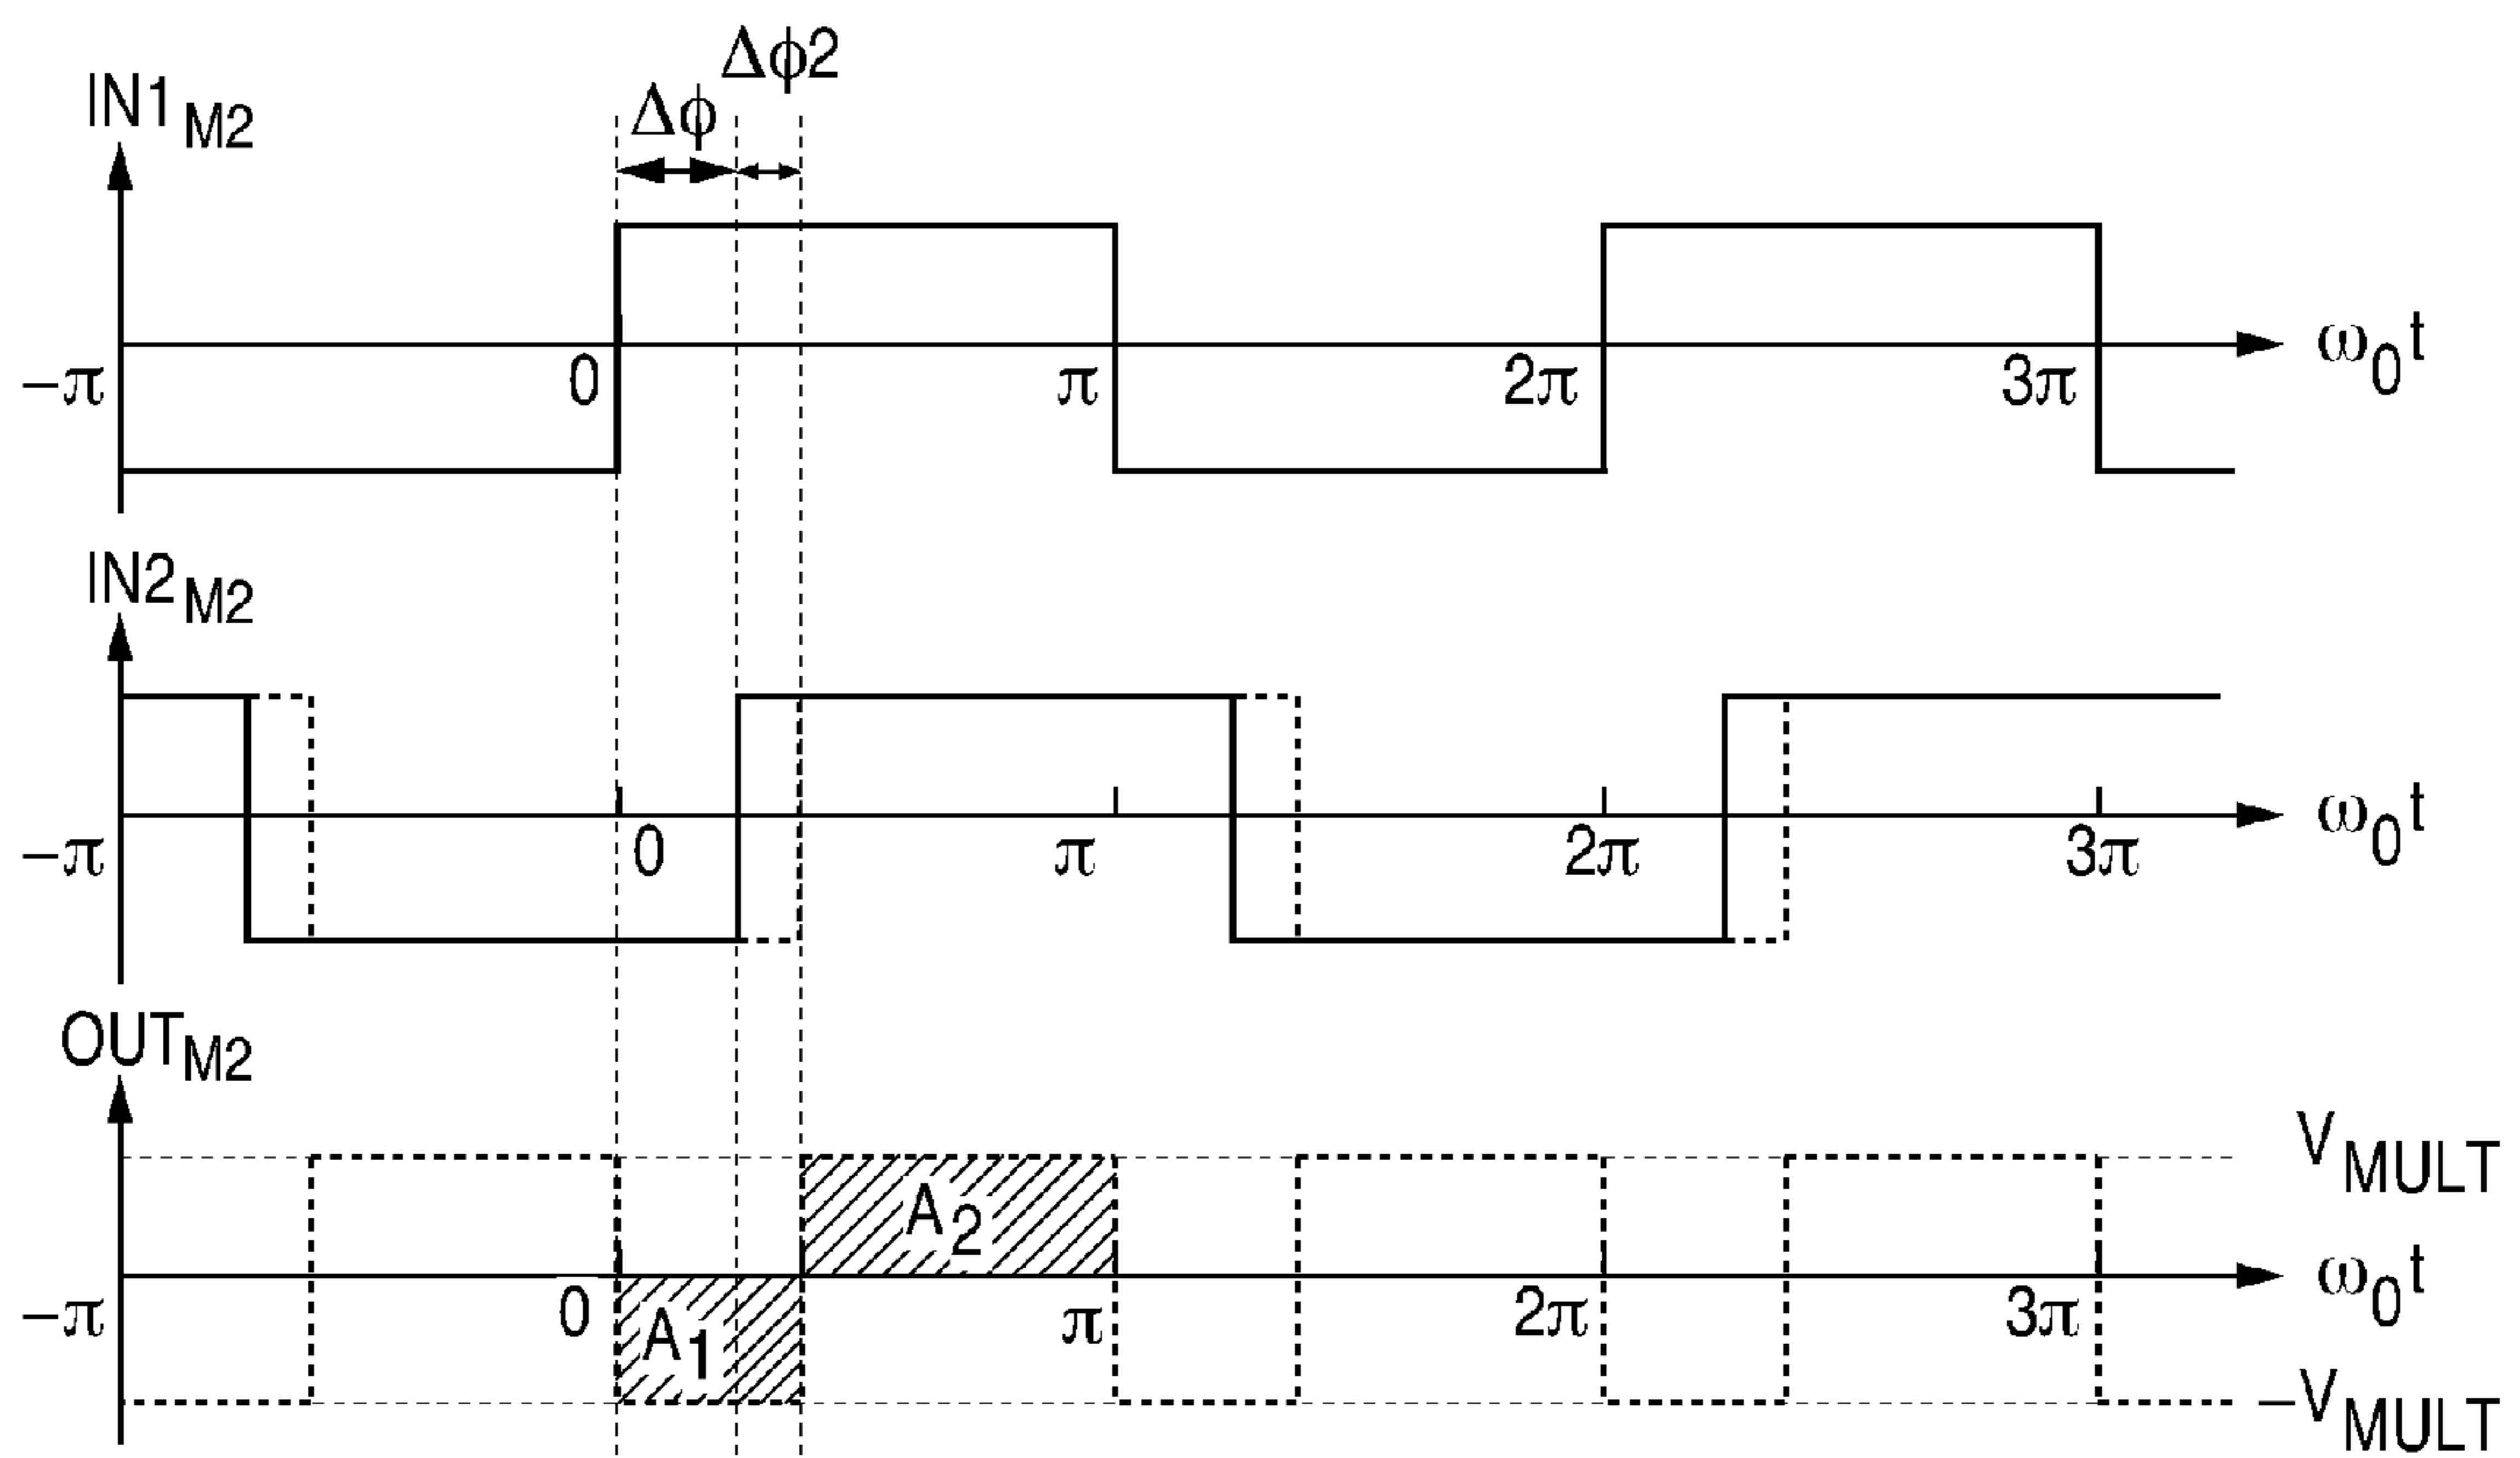 Δϕ2
IN1M2
Δϕ
−π 0 π 2π 3π ω0t
IN2M2
−π 0 π 2π 3π ω0t
OUTM2
VMULT
A2
−π 0 A1 π 2π 3π ω0t
−VMULT